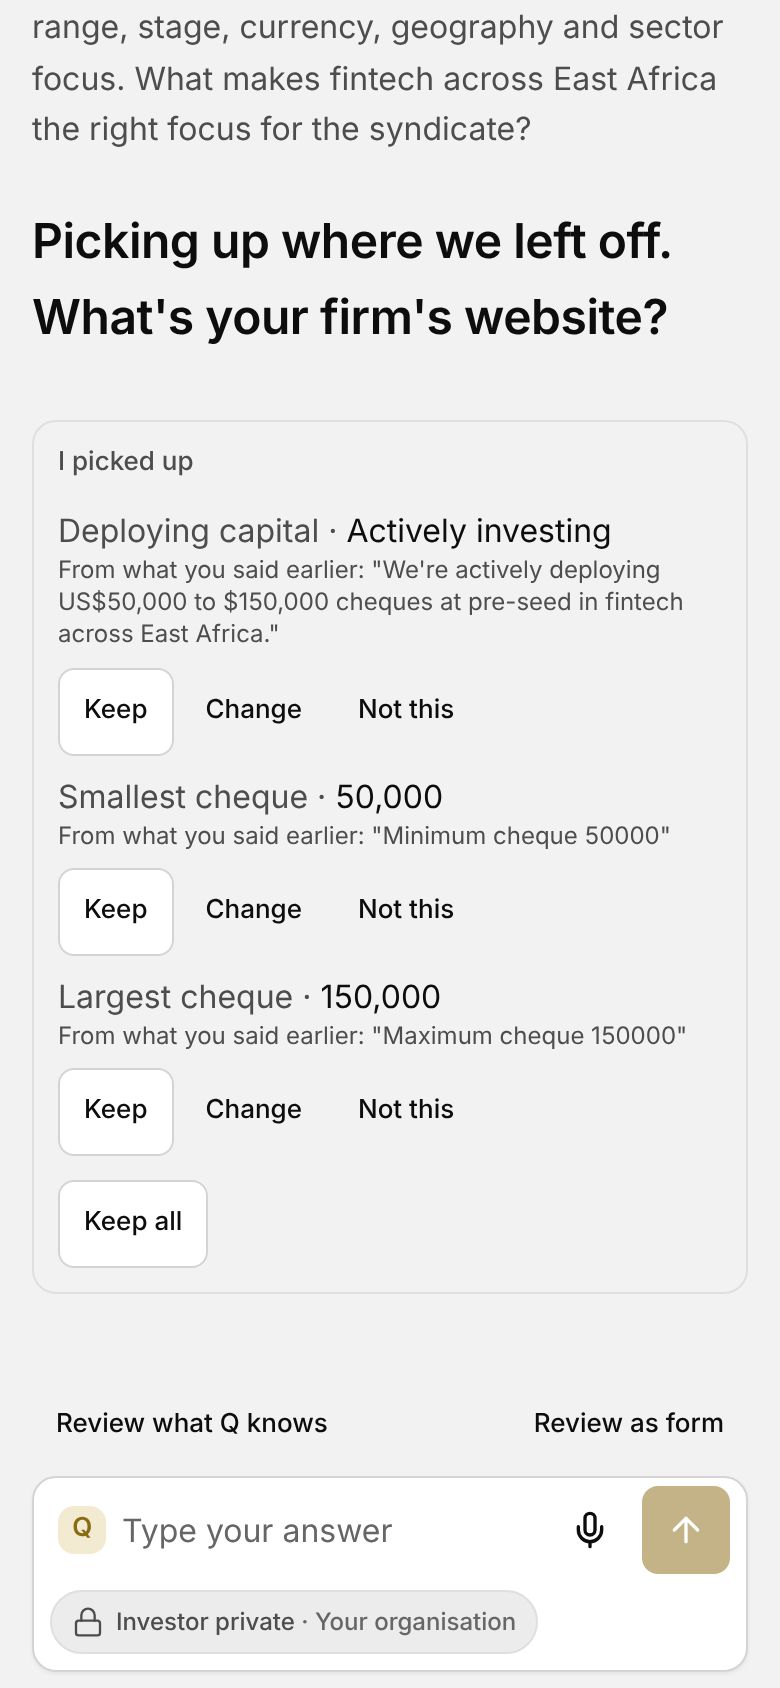 range, stage, currency, geography and sector
focus. What makes fintech across East Africa
the right focus for the syndicate?
Picking up where we left off.
What's your firm's website?
I picked up
Deploying capital · Actively investing
From what you said earlier: "We're actively deploying
US$50,000 to $150,000 cheques at pre-seed in fintech
across East Africa."
Keep Change Not this
Smallest cheque · 50,000
From what you said earlier: "Minimum cheque 50000"
Keep Change Not this
Largest cheque · 150,000
From what you said earlier: "Maximum cheque 150000"
Keep Change Not this
Keep all
Review what Q knows Review as form
Q Type your answer
Investor private · Your organisation